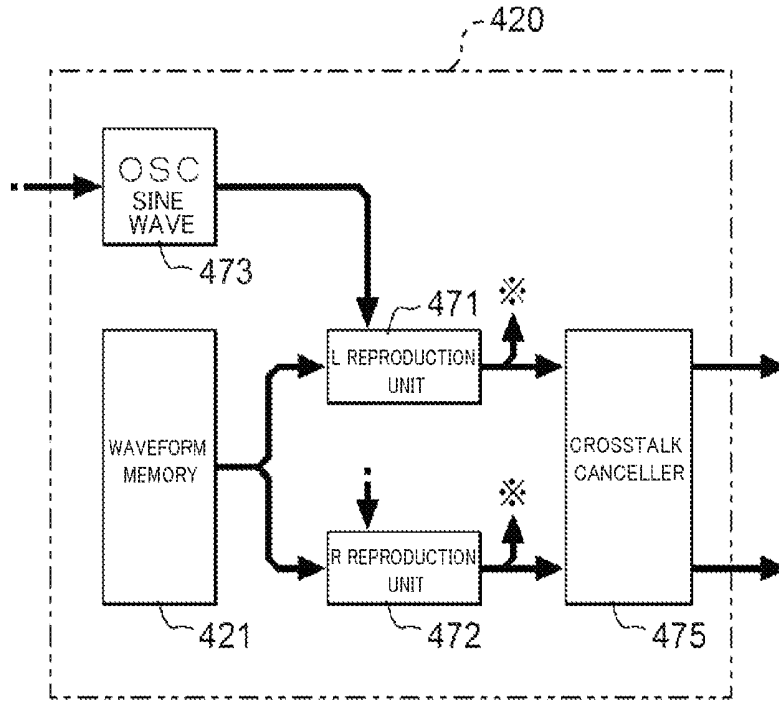 420
OSC
SINE
WAVE
473
471
※
L REPRODUCTION
UNIT
WAVEFORM
MEMORY
CROSSTALK
CANCELLER
※
R REPRODUCTION
UNIT
421
472
475